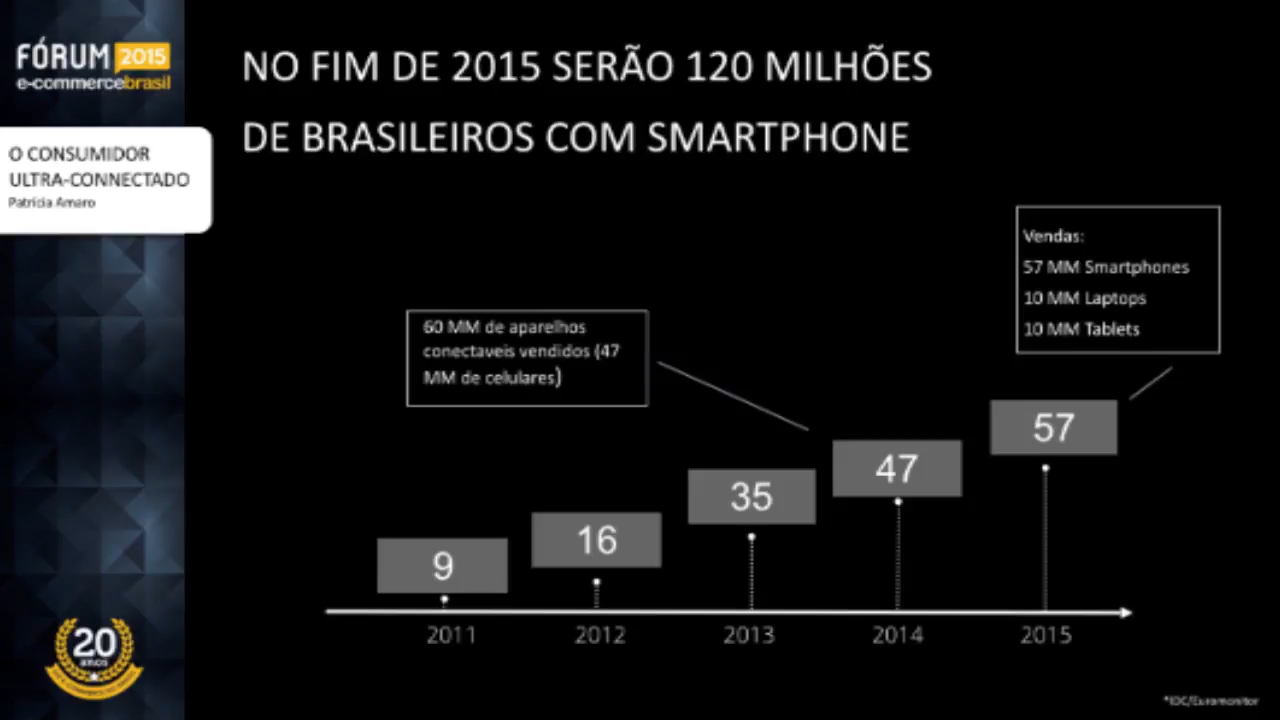 FÓRUM 2015
e-commercebrasil
O CONSUMIDOR
ULTRA-CONNECTADO
Patrícia Amaro
NO FIM DE 2015 SERÃO 120 MILHÕES
DE BRASILEIROS COM SMARTPHONE
Vendas:
57 MM Smartphones
10 MM Laptops
10 MM Tablets
60 MM de aparelhos
conectaveis vendidos (47
MM de celulares)
9
16
35
47
57
2011
2012
2013
2014
2015
20
anos
*IDC/Euromonitor